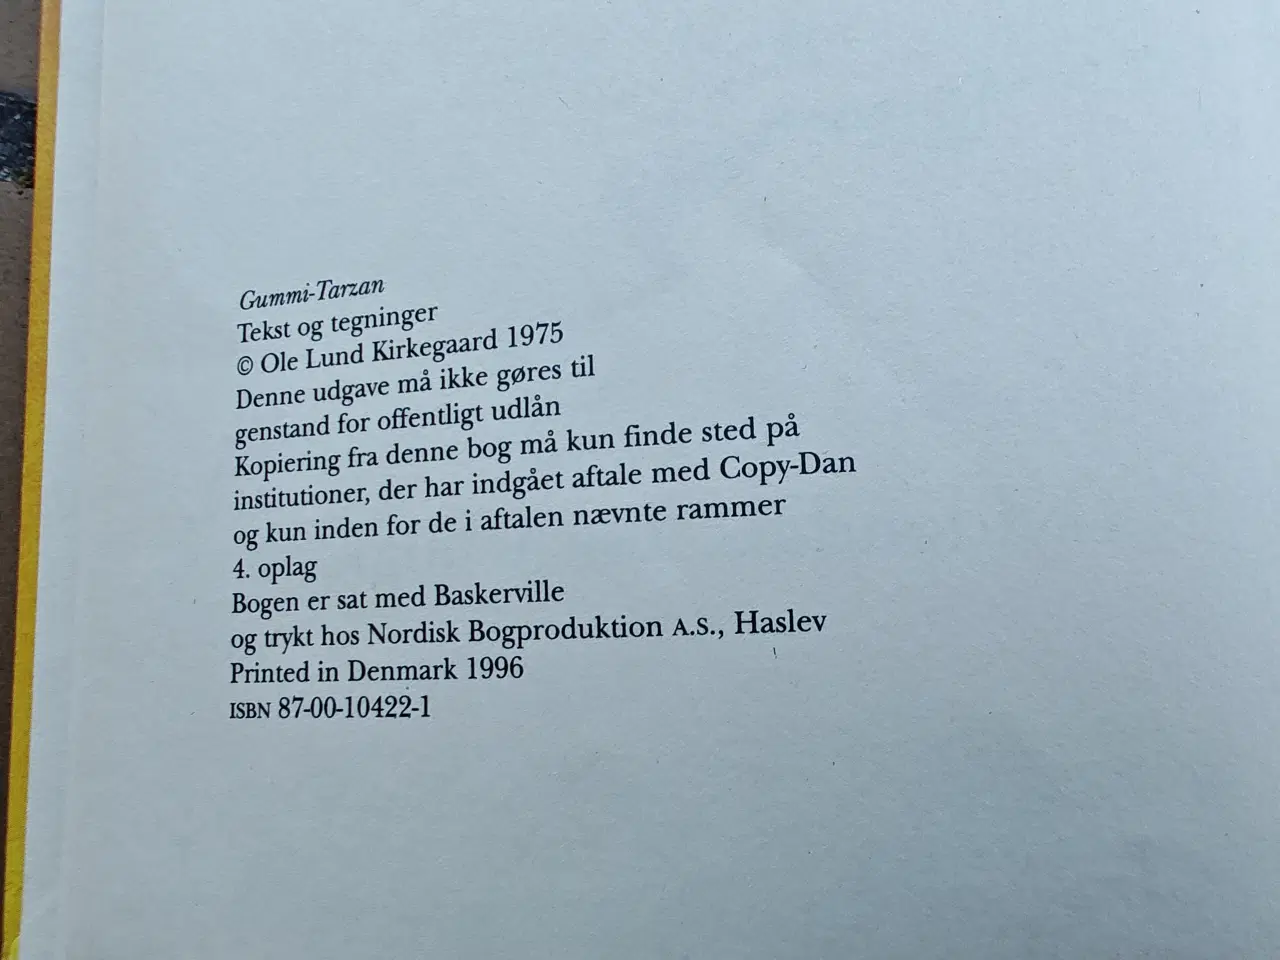 Gummi-Tarzan
Tekst og tegninger
© Ole Lund Kirkegaard 1975
Denne udgave må ikke gøres til
genstand for offentligt udlån
Kopiering fra denne bog må kun finde sted på
institutioner, der har indgået aftale med Copy-Dan
og kun inden for de i aftalen nævnte rammer
4. oplag
Bogen er sat med Baskerville
og trykt hos Nordisk Bogproduktion A.S., Haslev
Printed in Denmark 1996
ISBN 87-00-10422-1